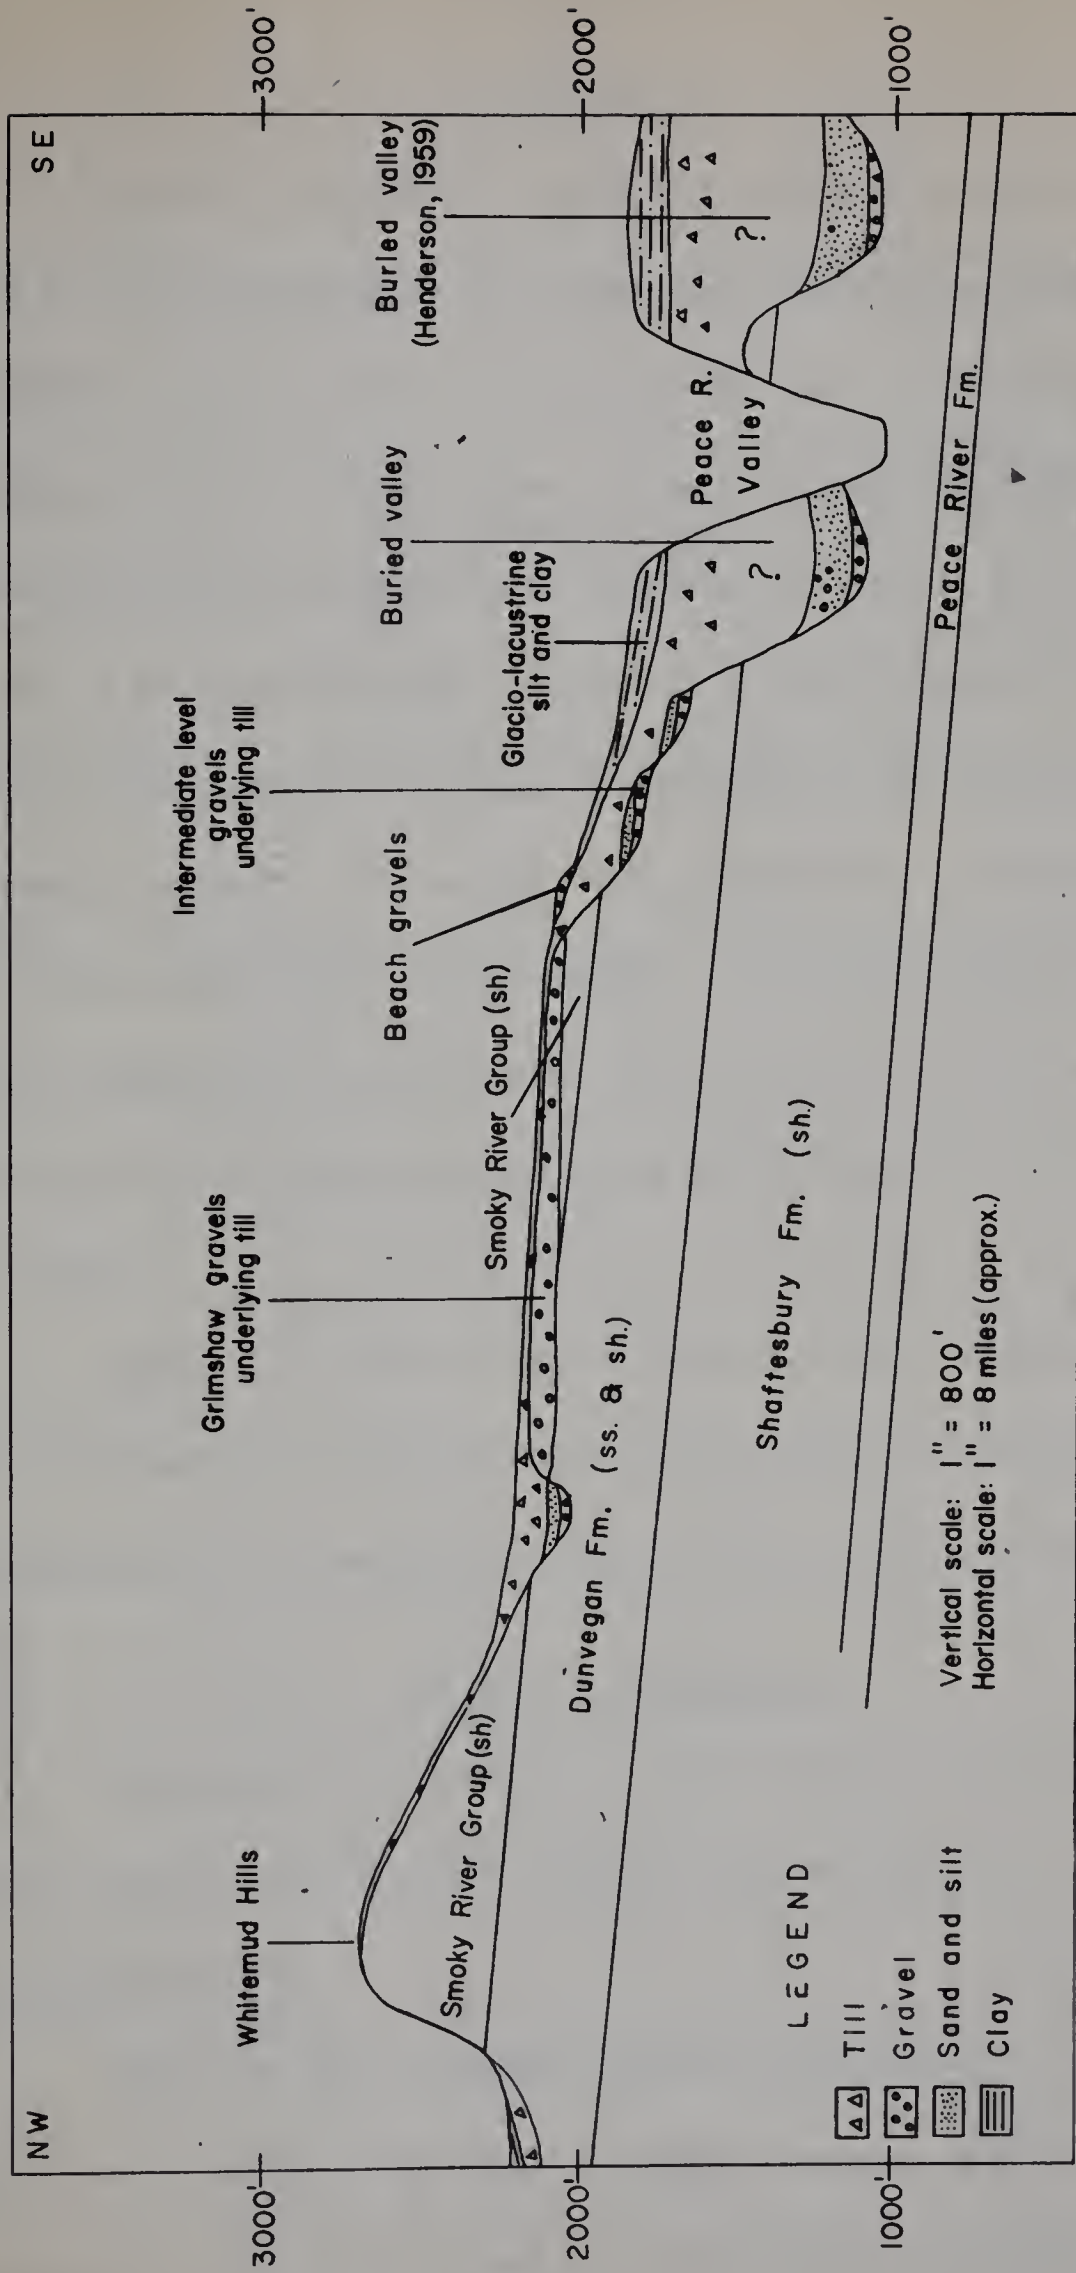 NW
SE
3000'
2000'
1000'
3000'
2000'
1000'
Whitemud Hills
Grimshaw gravels
underlying till
Intermediate level
gravels
underlying till
Beach gravels
Glacio-lacustrine
silt and clay
Buried valley
Buried valley
(Henderson, 1959)
Peace R.
Valley
?
?
Smoky River Group (sh)
Smoky River Group (sh)
Dunvegan Fm. (ss. & sh.)
Shaftesbury Fm. (sh.)
Peace River Fm.
LEGEND
Till
Gravel
Sand and silt
Clay
Vertical scale: 1" = 800'
Horizontal scale: 1" = 8 miles (approx.)